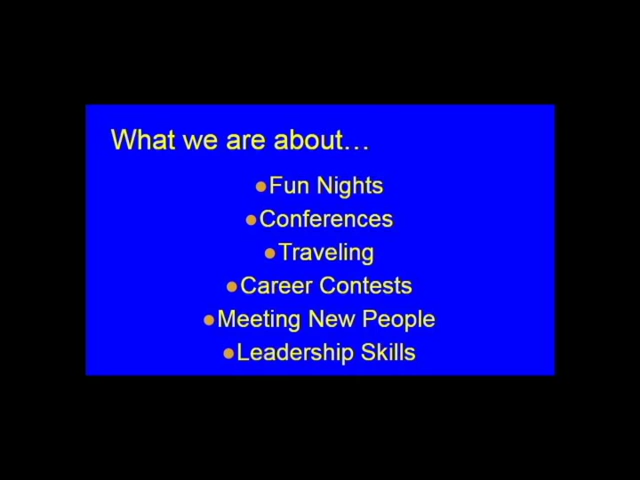 What we are about…
●Fun Nights
●Conferences
●Traveling
●Career Contests
●Meeting New People
●Leadership Skills